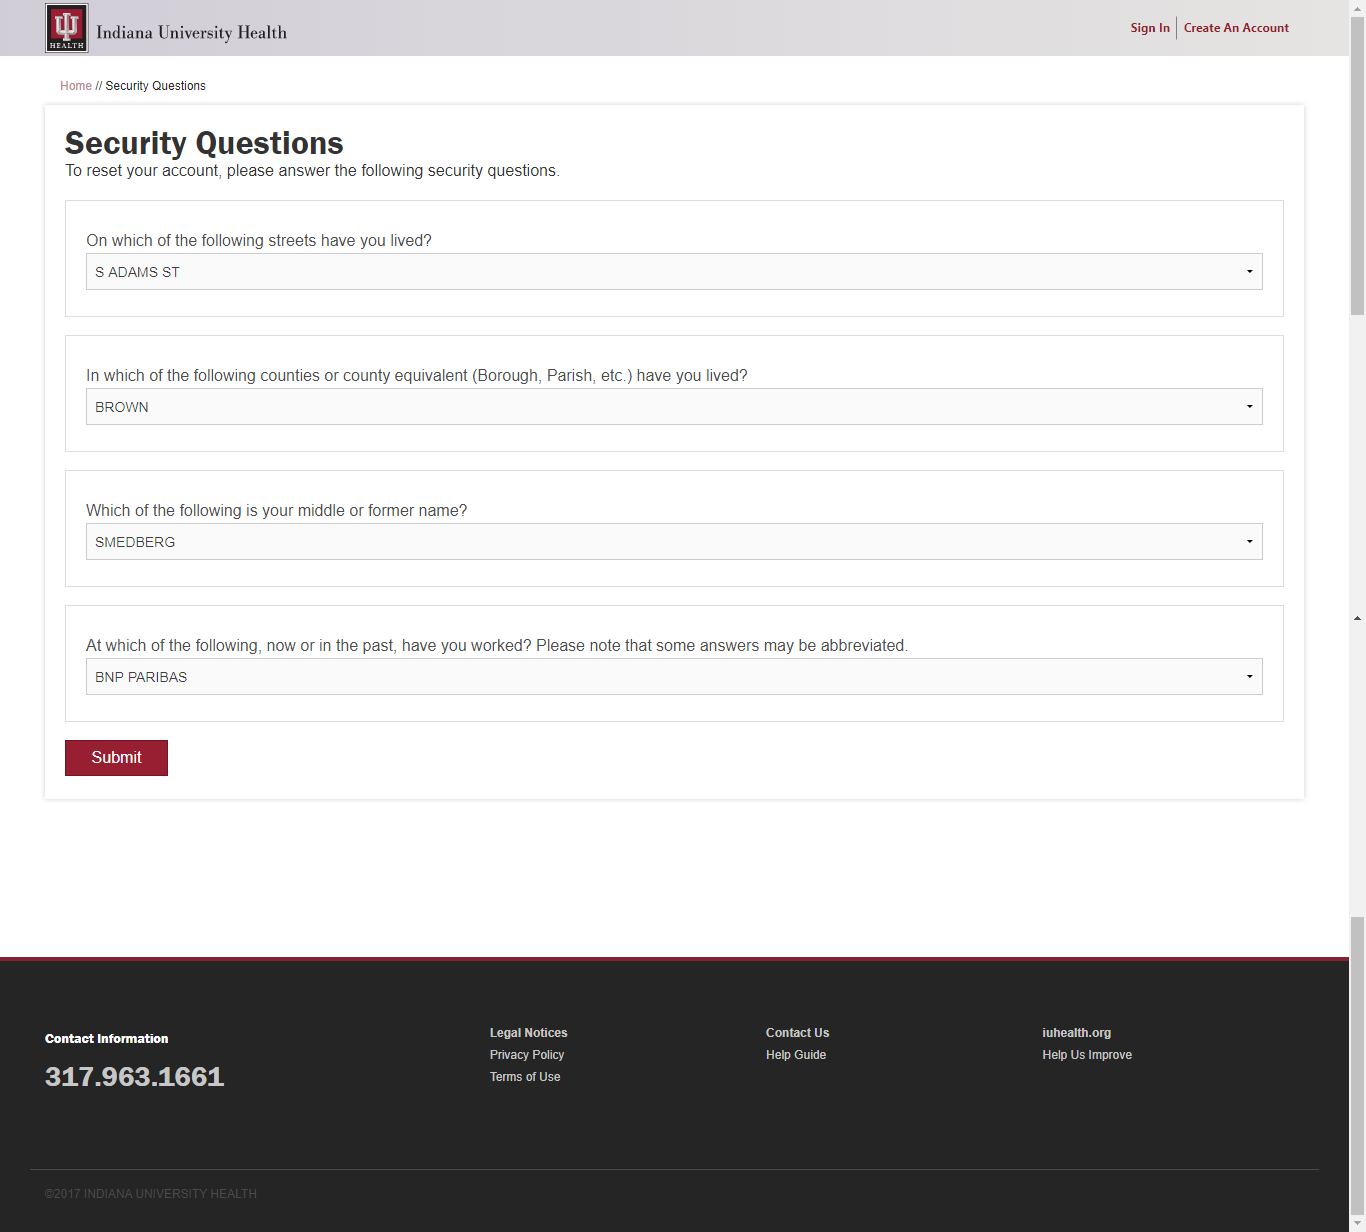 HEALTH
Indiana University Health
Sign In
Create An Account
Home // Security Questions
Security Questions
To reset your account, please answer the following security questions.
On which of the following streets have you lived?
S ADAMS ST
In which of the following counties or county equivalent (Borough, Parish, etc.) have you lived?
BROWN
Which of the following is your middle or former name?
SMEDBERG
At which of the following, now or in the past, have you worked? Please note that some answers may be abbreviated.
BNP PARIBAS
Submit
Contact Information
317.963.1661
Legal Notices
Privacy Policy
Terms of Use
Contact Us
Help Guide
iuhealth.org
Help Us Improve
©2017 INDIANA UNIVERSITY HEALTH